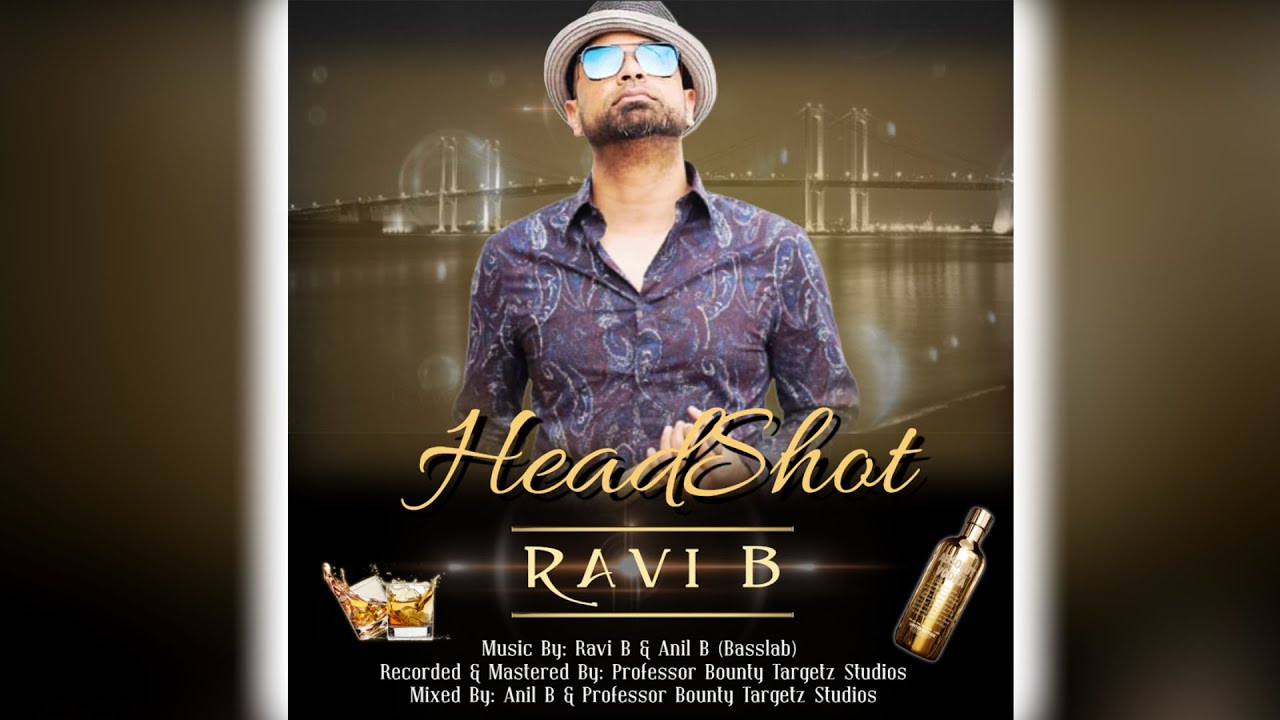 HeadShot
RAVI B
Music By: Ravi B & Anil B (Basslab)
Recorded & Mastered By: Professor Bounty Targetz Studios
Mixed By: Anil B & Professor Bounty Targetz Studios